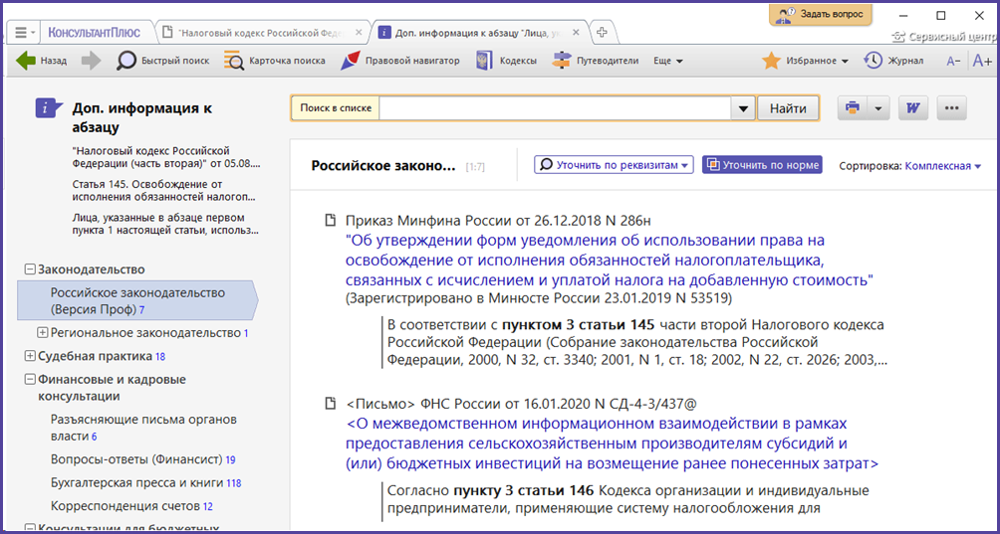 Задать вопрос
КонсультантПлюс
"Налоговый кодекс Российской Федер
Доп. информация к абзацу "Лица, ук
Сервисный центр
Назад
Быстрый поиск
Карточка поиска
Правовой навигатор
Кодексы
Путеводители
Еще
Избранное
Журнал
A−
A+
Доп. информация к
абзацу
"Налоговый кодекс Российской
Федерации (часть вторая)" от 05.08....
Статья 145. Освобождение от
исполнения обязанностей налогоп...
Лица, указанные в абзаце первом
пункта 1 настоящей статьи, использ...
Законодательство
Российское законодательство
(Версия Проф) 7
Региональное законодательство 1
Судебная практика 18
Финансовые и кадровые
консультации
Разъясняющие письма органов
власти 6
Вопросы-ответы (Финансист) 19
Бухгалтерская пресса и книги 118
Корреспонденция счетов 12
Консультации для бюджетных
Поиск в списке
Найти
W
Российское законо... [1:7]
Уточнить по реквизитам
Уточнить по норме
Сортировка: Комплексная
Приказ Минфина России от 26.12.2018 N 286н
"Об утверждении форм уведомления об использовании права на
освобождение от исполнения обязанностей налогоплательщика,
связанных с исчислением и уплатой налога на добавленную стоимость"
(Зарегистрировано в Минюсте России 23.01.2019 N 53519)
В соответствии с пунктом 3 статьи 145 части второй Налогового кодекса
Российской Федерации (Собрание законодательства Российской
Федерации, 2000, N 32, ст. 3340; 2001, N 1, ст. 18; 2002, N 22, ст. 2026; 2003,...
<Письмо> ФНС России от 16.01.2020 N СД-4-3/437@
<О межведомственном информационном взаимодействии в рамках
предоставления сельскохозяйственным производителям субсидий и
(или) бюджетных инвестиций на возмещение ранее понесенных затрат>
Согласно пункту 3 статьи 146 Кодекса организации и индивидуальные
предприниматели, применяющие систему налогообложения для